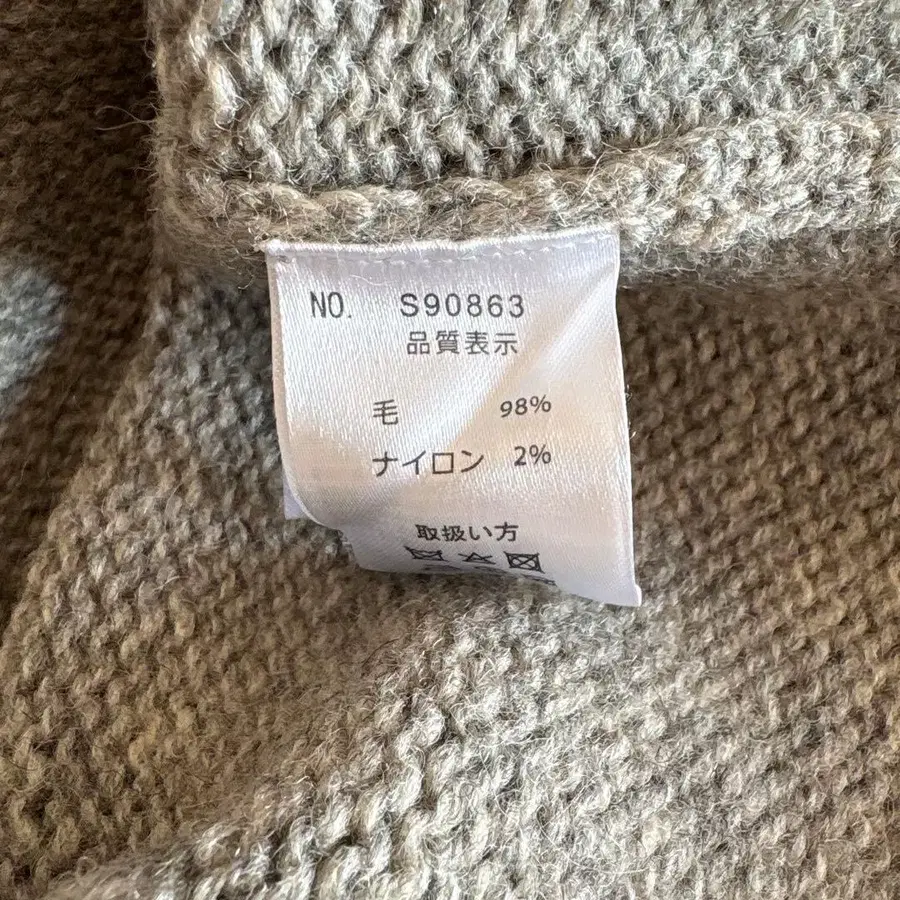 NO. S90863
品質表示
毛 98%
ナイロン 2%
取扱い方